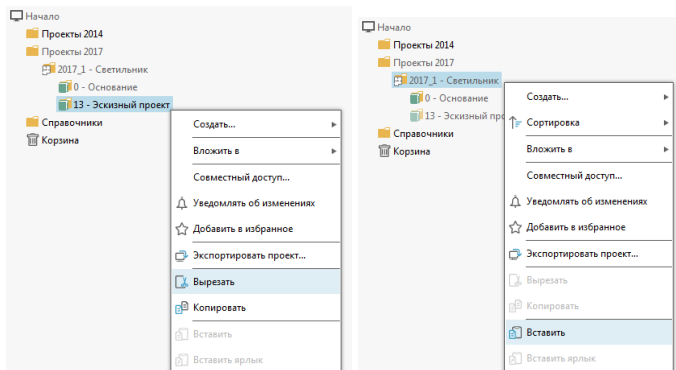 Начало
Проекты 2014
Проекты 2017
2017_1 - Светильник
0 - Основание
13 - Эскизный проект
Справочники
Корзина
Создать...
Вложить в
Совместный доступ...
Уведомлять об изменениях
Добавить в избранное
Экспортировать проект...
Вырезать
Копировать
Вставить
Вставить ярлык
Начало
Проекты 2014
Проекты 2017
2017_1 - Светильник
0 - Основание
13 - Эскизный про
Справочники
Корзина
Создать...
Сортировка
Вложить в
Совместный доступ...
Уведомлять об изменениях
Добавить в избранное
Экспортировать проект...
Вырезать
Копировать
Вставить
Вставить ярлык